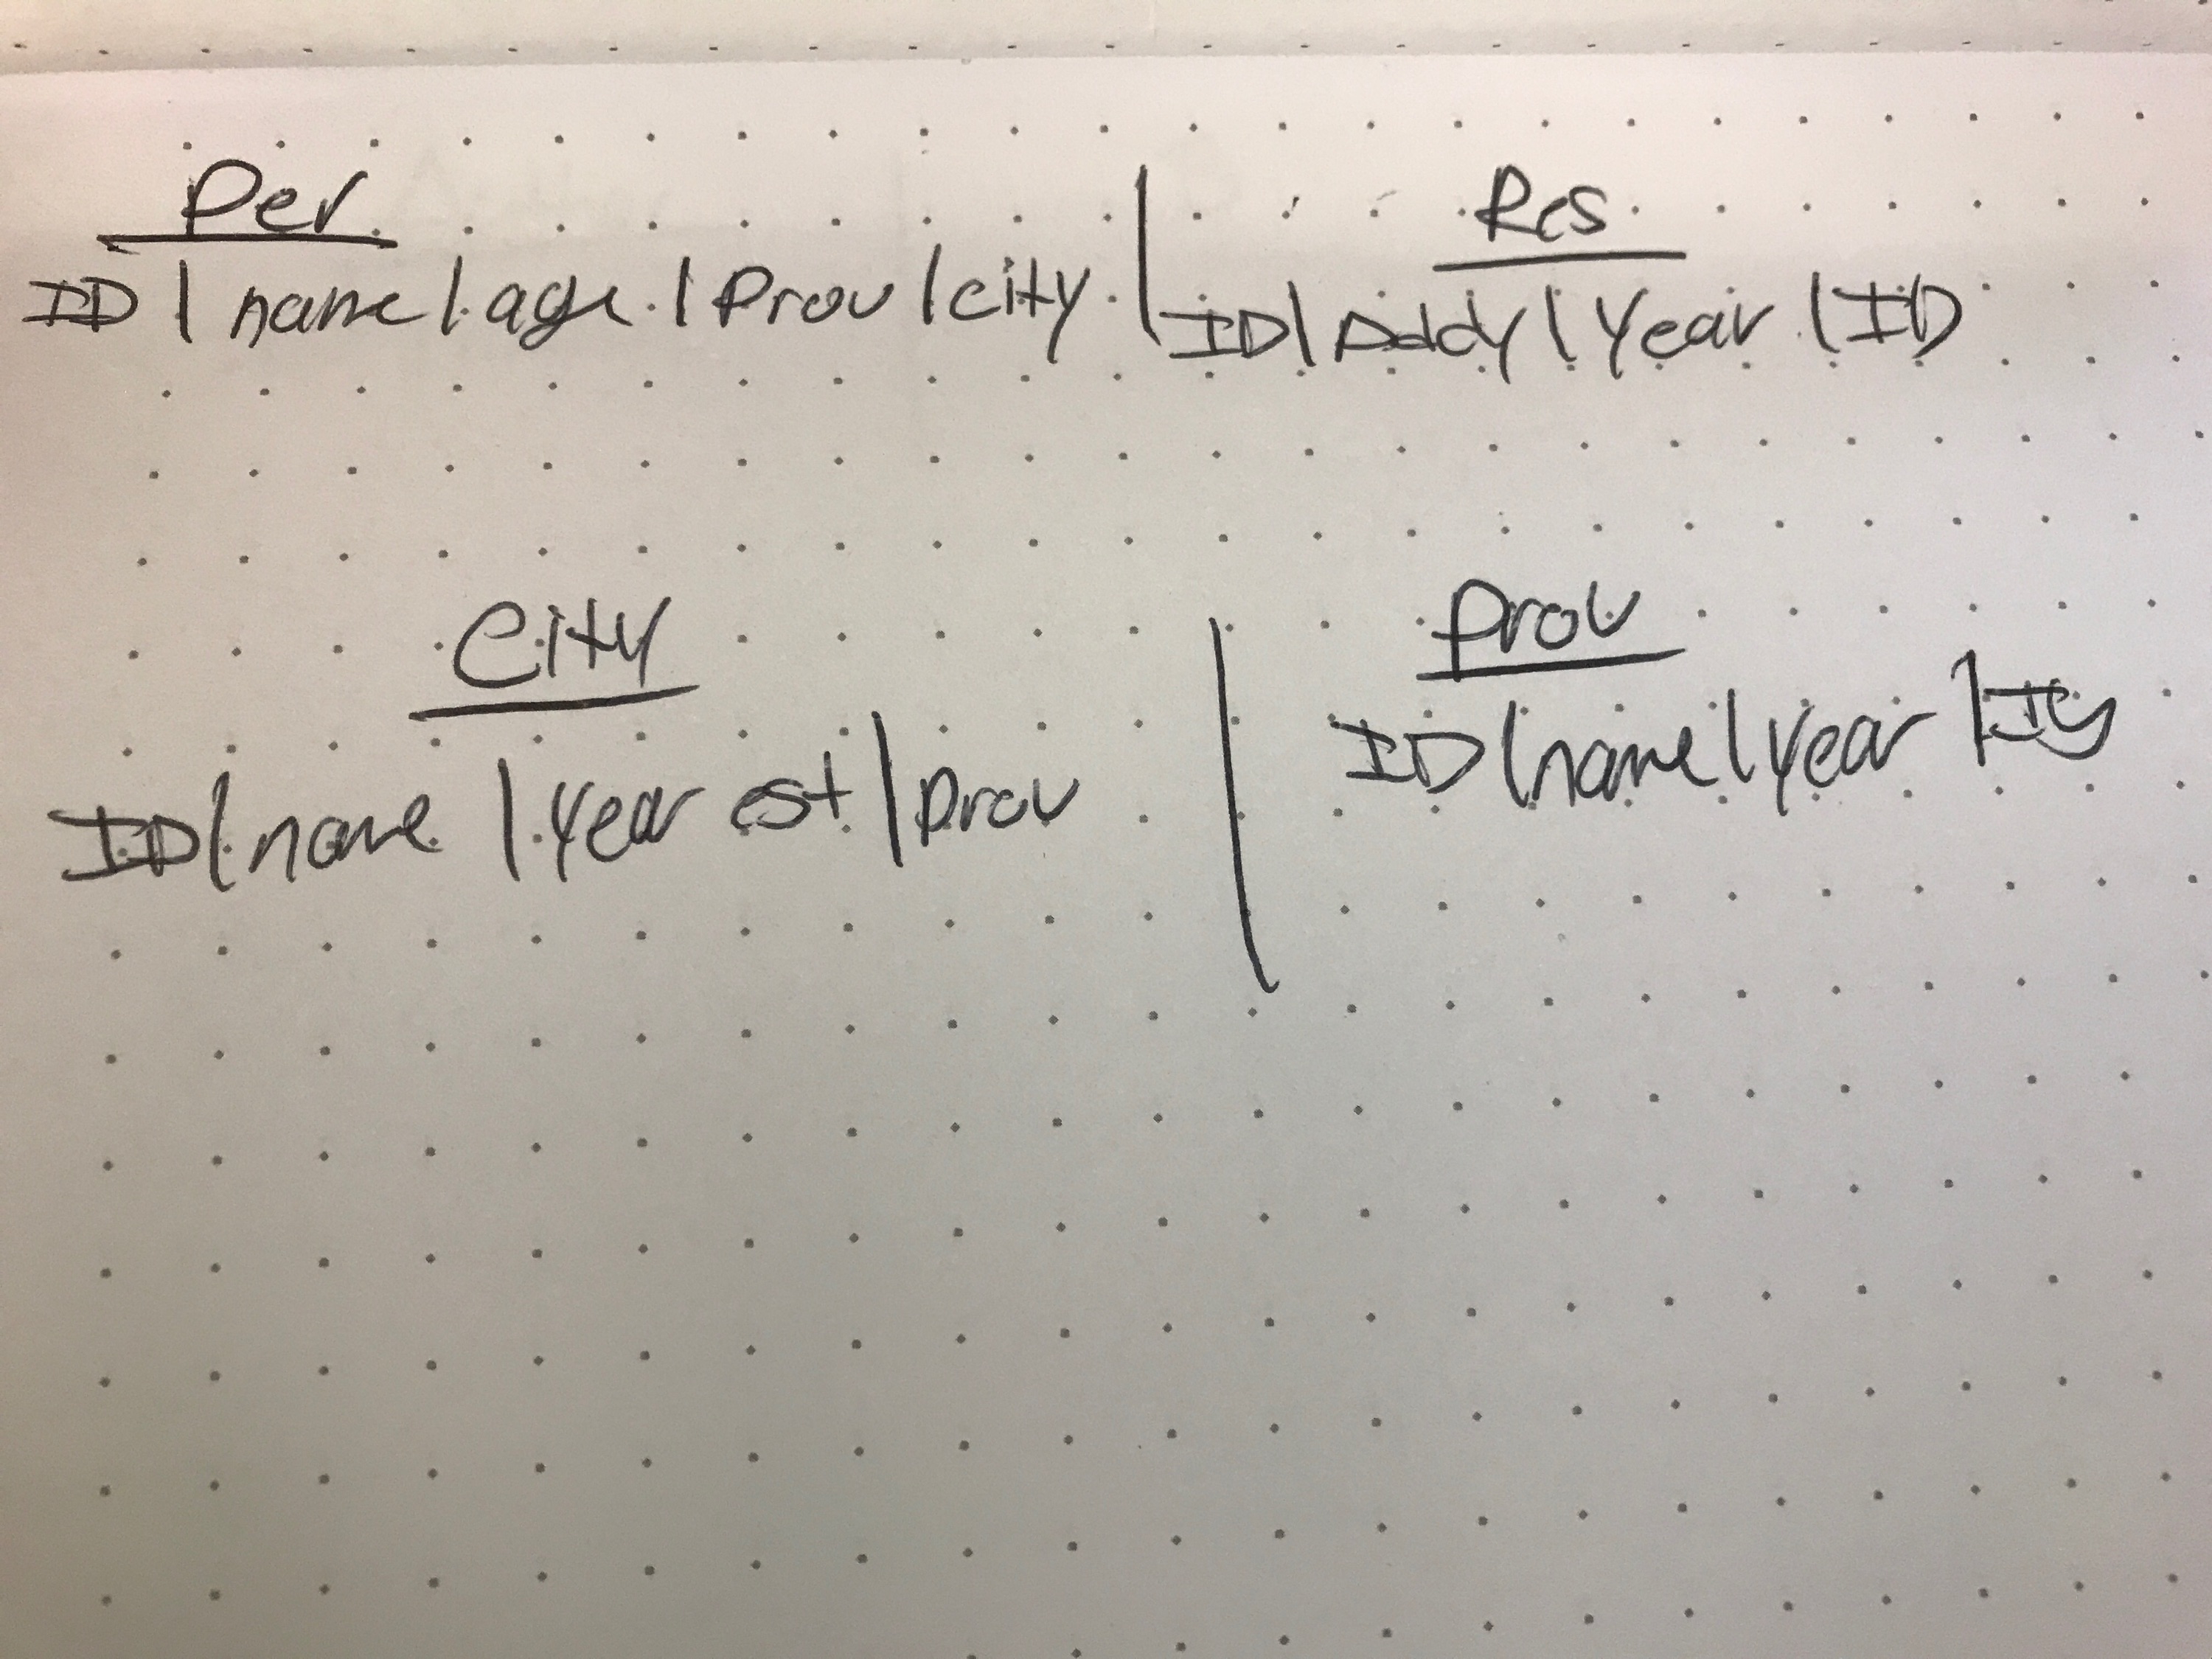 Per
Res
ID | name | age | Prov | city | ID | Addy | Year | ID
City
Prov
ID | name | year est | prov | ID | name | year |